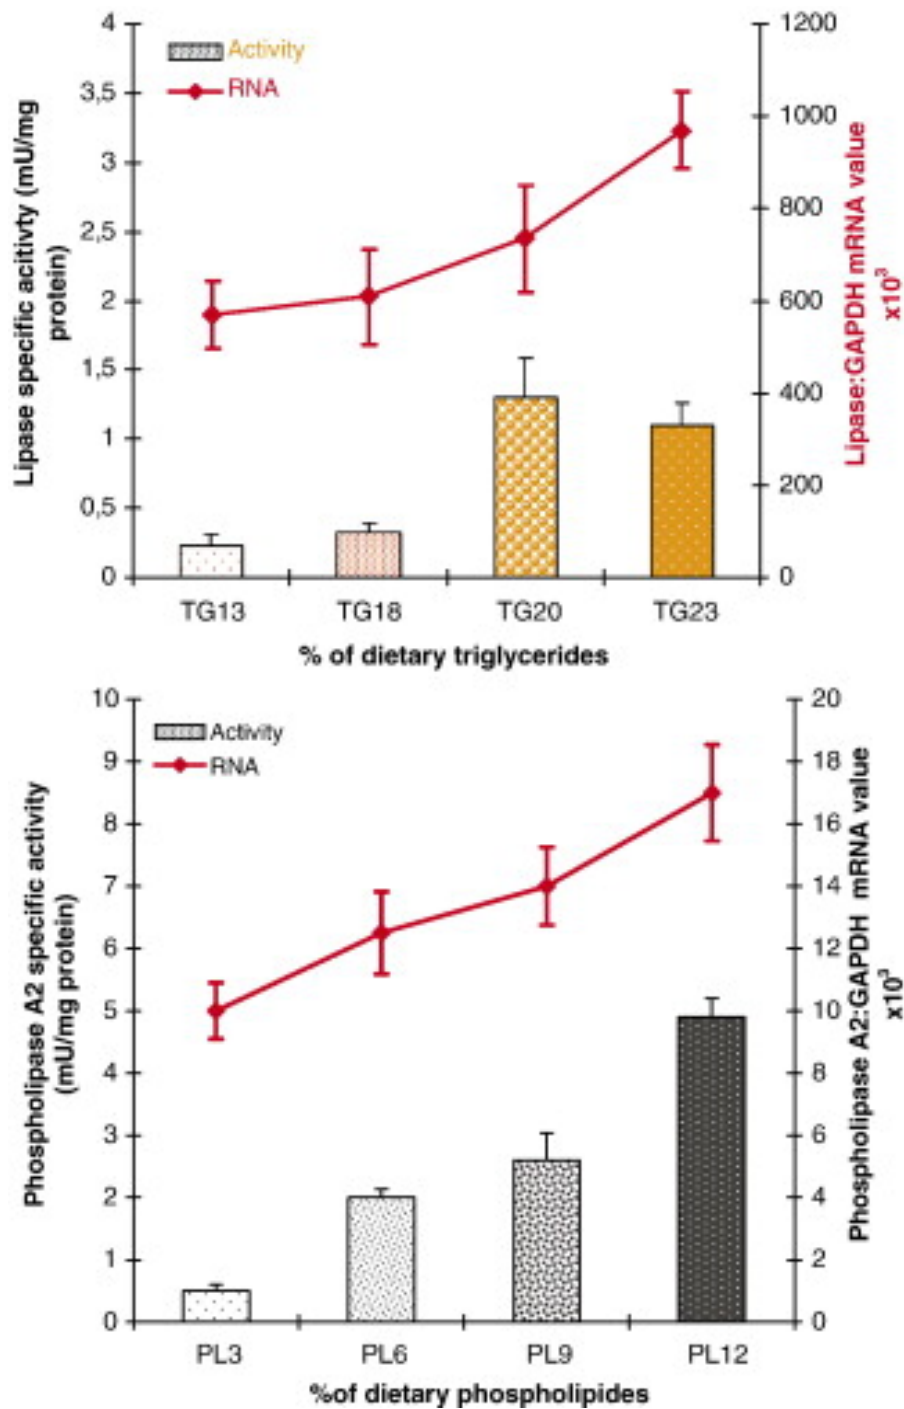 4
3,5
3
2,5
2
1,5
1
0,5
0
Lipase specific acitivty (mU/mg
protein)
Activity
RNA
1200
1000
800
600
400
200
0
Lipase:GAPDH mRNA value
x10³
TG13 TG18 TG20 TG23
% of dietary triglycerides
10
9
8
7
6
5
4
3
2
1
0
Phospholipase A2 specific activity
(mU/mg protein)
Activity
RNA
20
18
16
14
12
10
8
6
4
2
0
Phospholipase A2:GAPDH mRNA value
x10³
PL3 PL6 PL9 PL12
%of dietary phospholipides